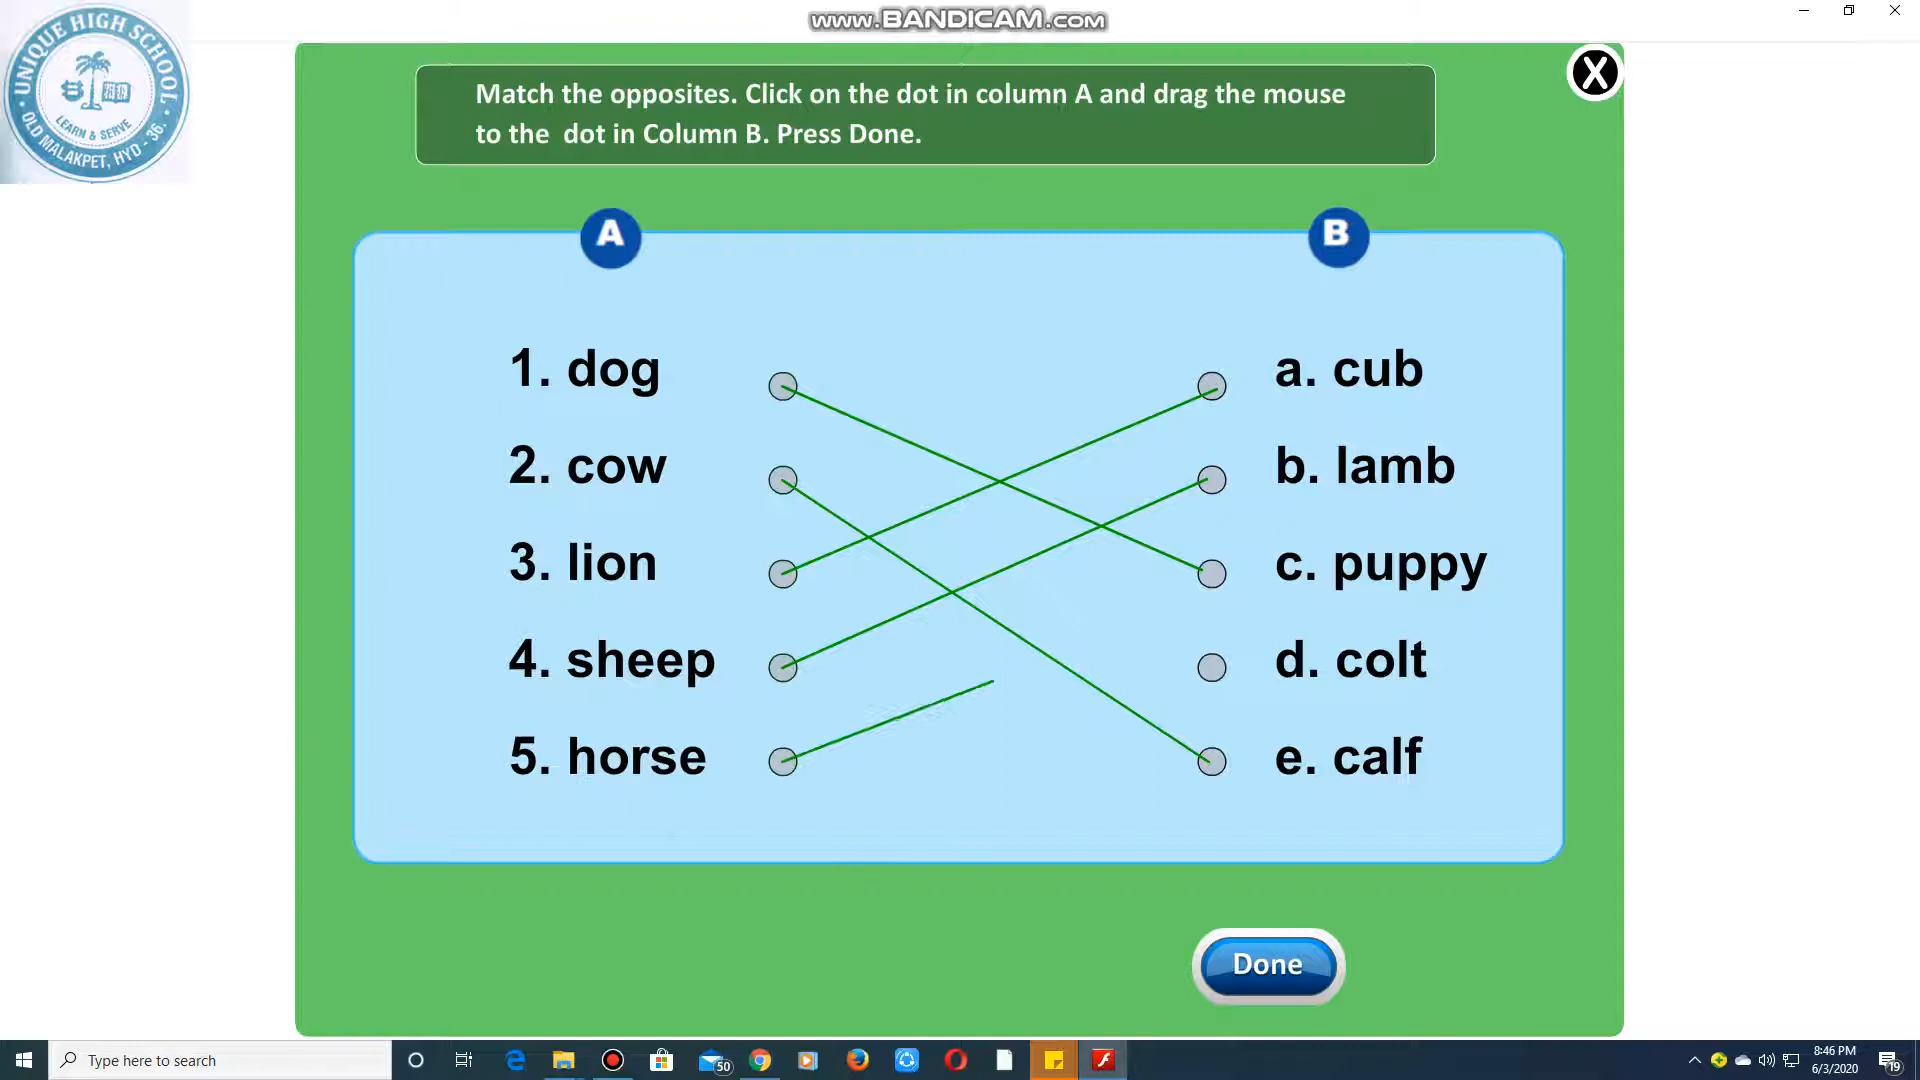 www.BANDICAM.com
UNIQUE HIGH SCHOOL
LEARN & SERVE
OLD MALAKPET, HYD - 36.
X
Match the opposites. Click on the dot in column A and drag the mouse
to the dot in Column B. Press Done.
A B
1. dog a. cub
2. cow b. lamb
3. lion c. puppy
4. sheep d. colt
5. horse e. calf
Done
Type here to search
50
8:46 PM
6/3/2020
19